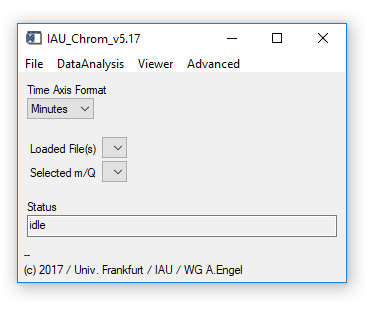 IAU_Chrom_v5.17
File DataAnalysis Viewer Advanced
Time Axis Format
Minutes
Loaded File(s)
Selected m/Q
Status
idle
--
(c) 2017 / Univ. Frankfurt / IAU / WG A.Engel